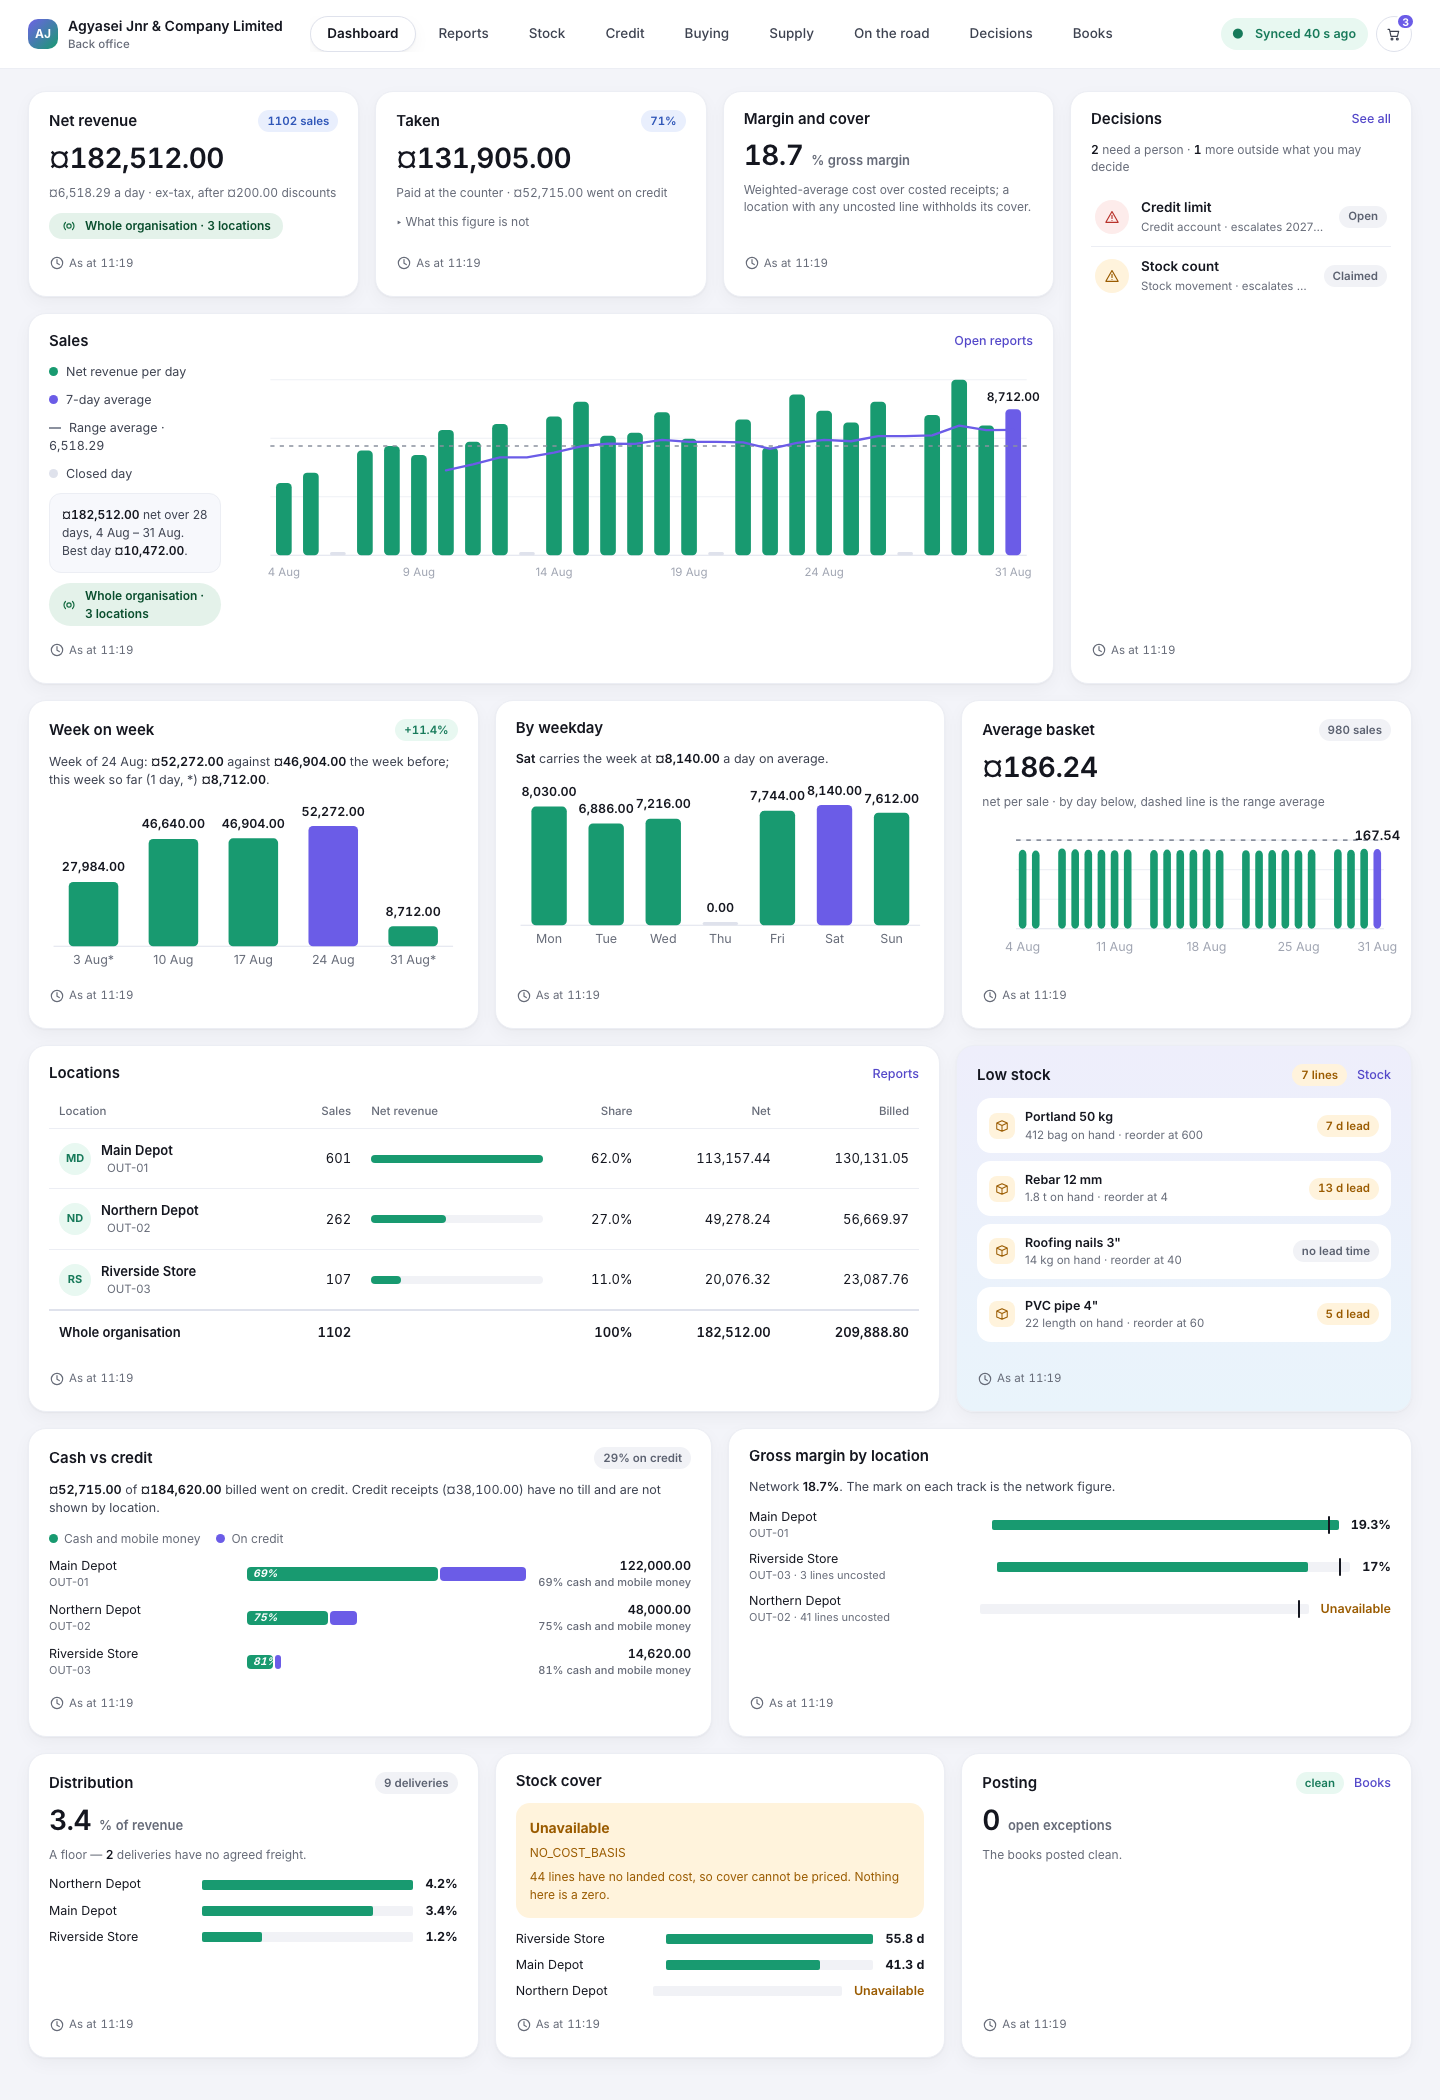 AJ
Agyasei Jnr & Company Limited
Back office
Dashboard
Reports
Stock
Credit
Buying
Supply
On the road
Decisions
Books
Synced 40 s ago
3
Net revenue
1102 sales
¤182,512.00
¤6,518.29 a day · ex-tax, after ¤200.00 discounts
Whole organisation · 3 locations
As at 11:19
Taken
71%
¤131,905.00
Paid at the counter · ¤52,715.00 went on credit
‣ What this figure is not
As at 11:19
Margin and cover
18.7 % gross margin
Weighted-average cost over costed receipts; a
location with any uncosted line withholds its cover.
As at 11:19
Decisions
See all
2 need a person · 1 more outside what you may
decide
Credit limit
Credit account · escalates 2027...
Open
Stock count
Stock movement · escalates ...
Claimed
As at 11:19
Sales
Open reports
Net revenue per day
7-day average
Range average ·
6,518.29
Closed day
¤182,512.00 net over 28
days, 4 Aug – 31 Aug.
Best day ¤10,472.00.
Whole organisation ·
3 locations
8,712.00
4 Aug
9 Aug
14 Aug
19 Aug
24 Aug
31 Aug
As at 11:19
Week on week
+11.4%
Week of 24 Aug: ¤52,272.00 against ¤46,904.00 the week before;
this week so far (1 day, *) ¤8,712.00.
27,984.00
46,640.00
46,904.00
52,272.00
8,712.00
3 Aug*
10 Aug
17 Aug
24 Aug
31 Aug*
As at 11:19
By weekday
Sat carries the week at ¤8,140.00 a day on average.
8,030.00
6,886.00
7,216.00
0.00
7,744.00
8,140.00
7,612.00
Mon
Tue
Wed
Thu
Fri
Sat
Sun
As at 11:19
Average basket
980 sales
¤186.24
net per sale · by day below, dashed line is the range average
167.54
4 Aug
11 Aug
18 Aug
25 Aug
31 Aug
As at 11:19
Locations
Reports
Location
Sales
Net revenue
Share
Net
Billed
MD
Main Depot
OUT-01
601
62.0%
113,157.44
130,131.05
ND
Northern Depot
OUT-02
262
27.0%
49,278.24
56,669.97
RS
Riverside Store
OUT-03
107
11.0%
20,076.32
23,087.76
Whole organisation
1102
100%
182,512.00
209,888.80
As at 11:19
Low stock
7 lines
Stock
Portland 50 kg
412 bag on hand · reorder at 600
7 d lead
Rebar 12 mm
1.8 t on hand · reorder at 4
13 d lead
Roofing nails 3"
14 kg on hand · reorder at 40
no lead time
PVC pipe 4"
22 length on hand · reorder at 60
5 d lead
As at 11:19
Cash vs credit
29% on credit
¤52,715.00 of ¤184,620.00 billed went on credit. Credit receipts (¤38,100.00) have no till and are not
shown by location.
Cash and mobile money
On credit
Main Depot
OUT-01
69%
122,000.00
69% cash and mobile money
Northern Depot
OUT-02
75%
48,000.00
75% cash and mobile money
Riverside Store
OUT-03
81%
14,620.00
81% cash and mobile money
As at 11:19
Gross margin by location
Network 18.7%. The mark on each track is the network figure.
Main Depot
OUT-01
19.3%
Riverside Store
OUT-03 · 3 lines uncosted
17%
Northern Depot
OUT-02 · 41 lines uncosted
Unavailable
As at 11:19
Distribution
9 deliveries
3.4 % of revenue
A floor — 2 deliveries have no agreed freight.
Northern Depot
4.2%
Main Depot
3.4%
Riverside Store
1.2%
As at 11:19
Stock cover
Unavailable
NO_COST_BASIS
44 lines have no landed cost, so cover cannot be priced. Nothing
here is a zero.
Riverside Store
55.8 d
Main Depot
41.3 d
Northern Depot
Unavailable
As at 11:19
Posting
clean
Books
0 open exceptions
The books posted clean.
As at 11:19